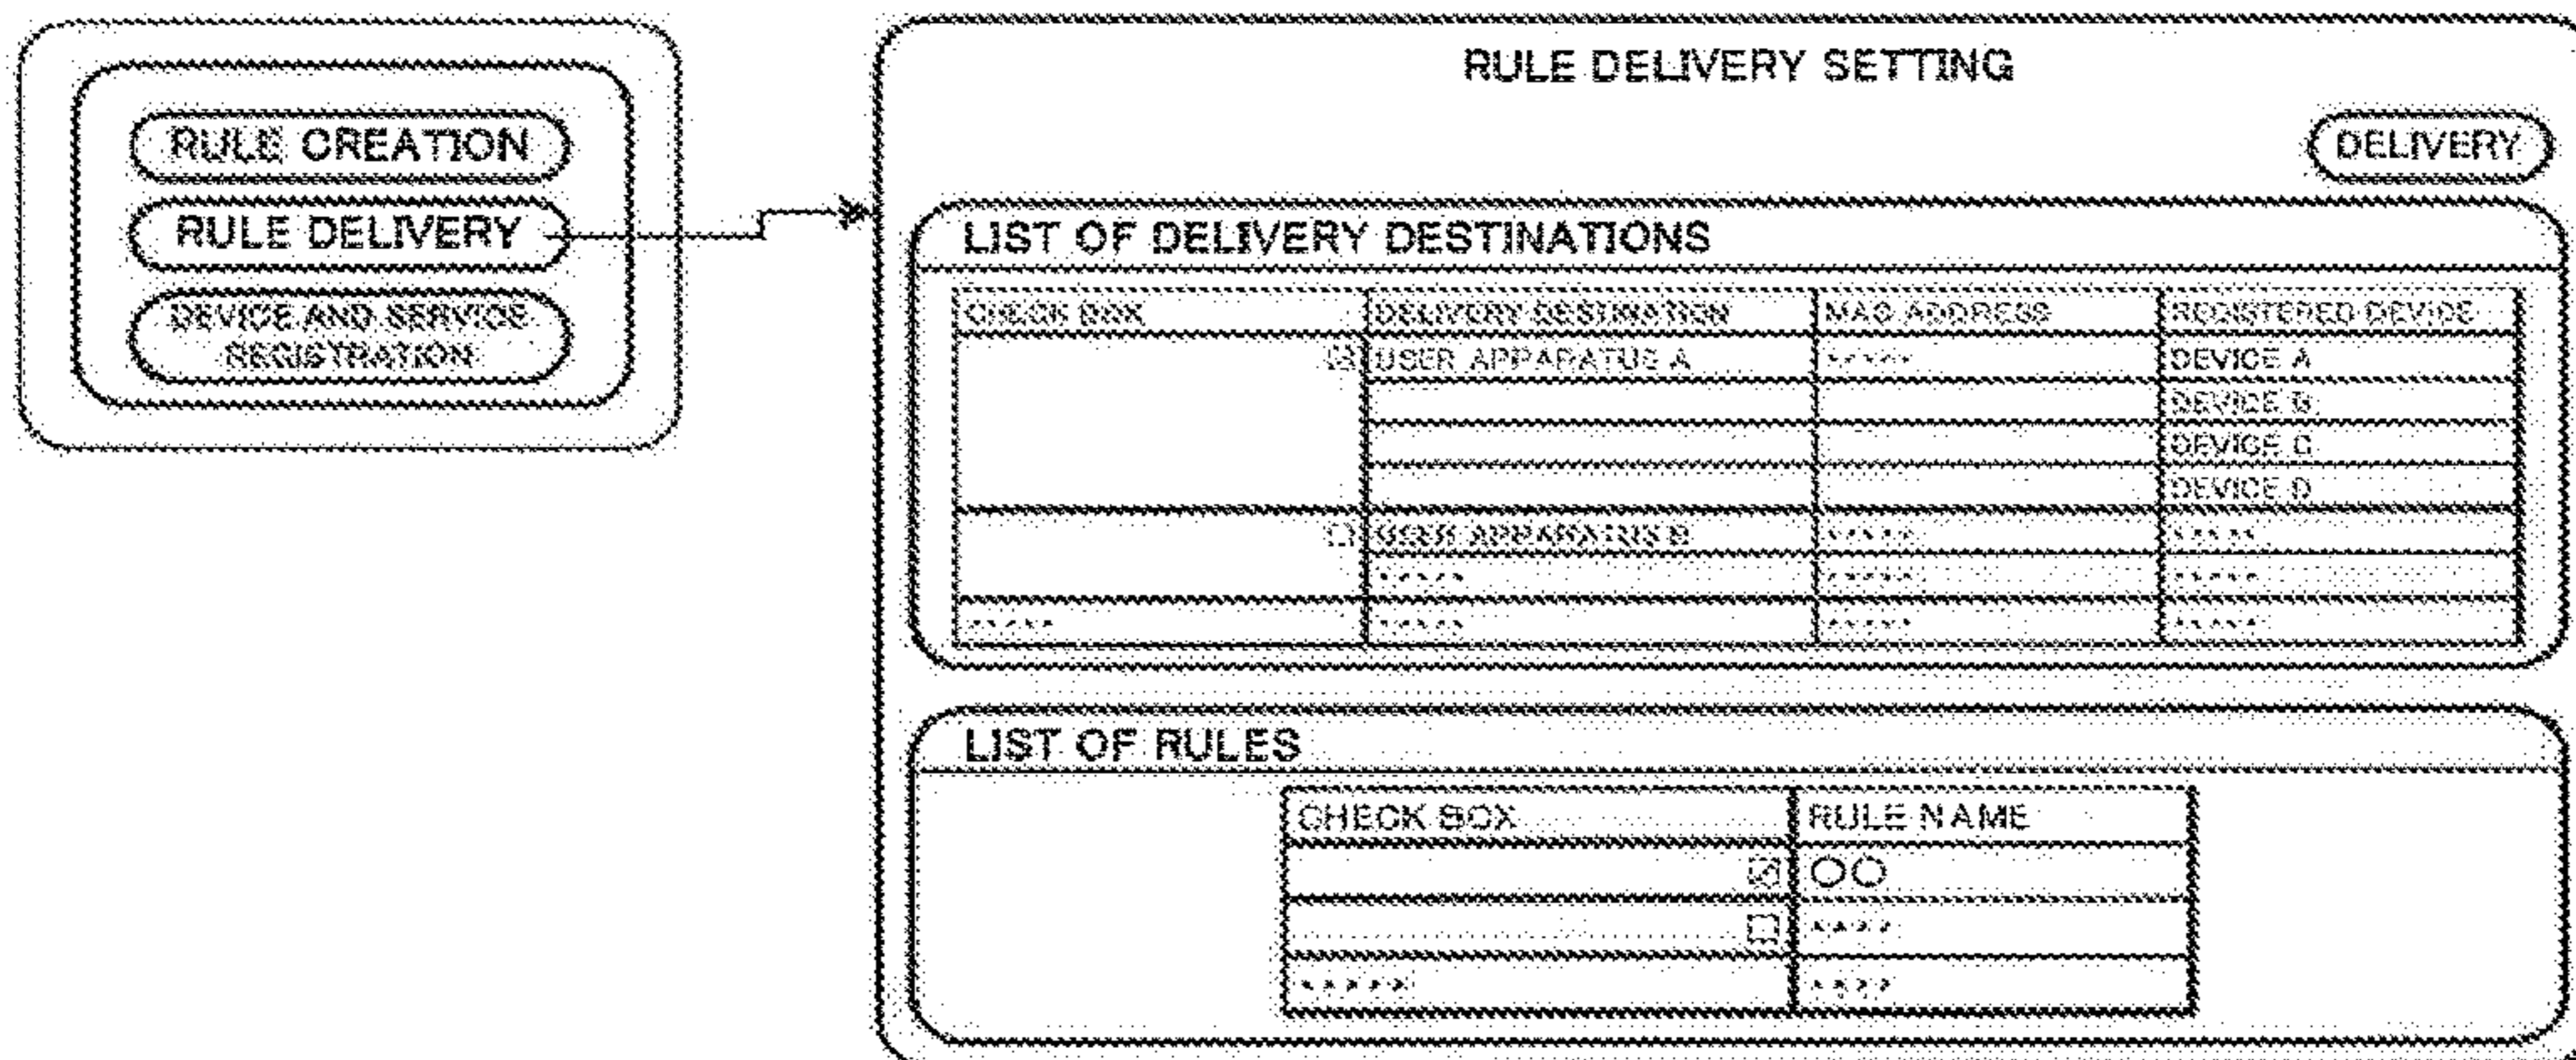 RULE CREATION
RULE DELIVERY
DEVICE AND SERVICE
REGISTRATION
RULE DELIVERY SETTING
DELIVERY
LIST OF DELIVERY DESTINATIONS
CHECK BOX DELIVERY DESTINATION MAC ADDRESS REGISTERED DEVICE
USER APPARATUS A DEVICE A
DEVICE B
DEVICE C
DEVICE D
USER APPARATUS B
LIST OF RULES
CHECK BOX RULE NAME
○○